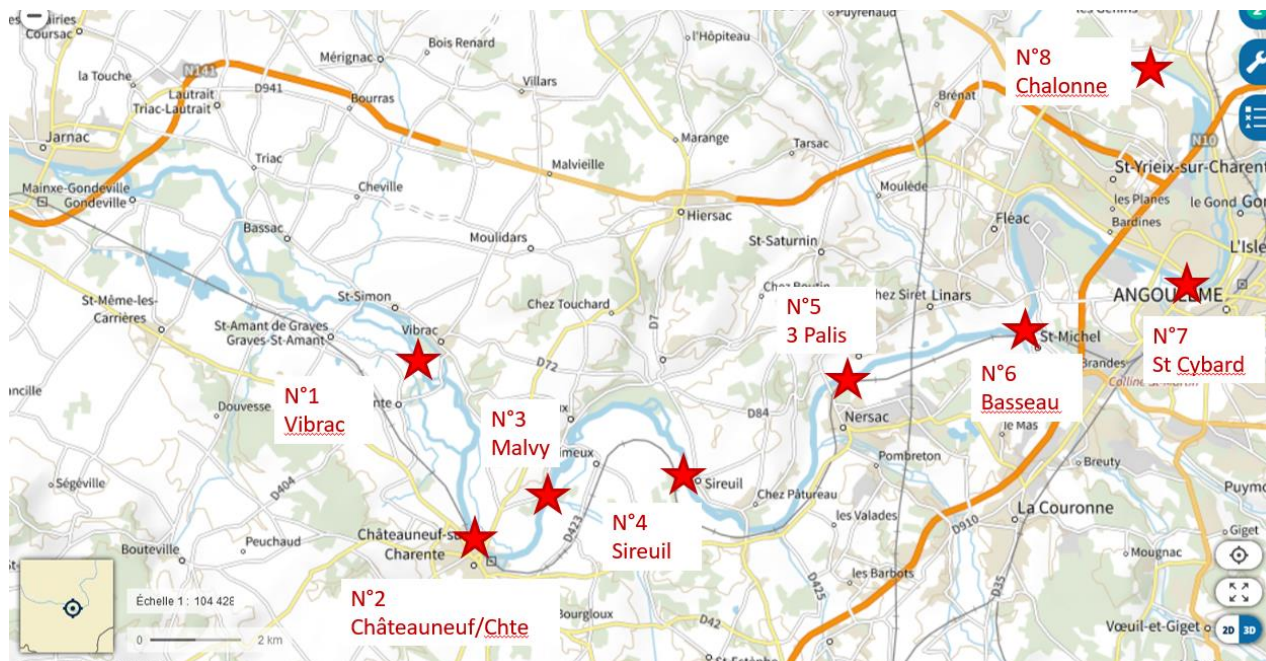 Coursac
la Touche
Lautrait
Triac-Lautrait
N141
D941
Mérignac
Bois Renard
Bourras
Villars
l'Hôpiteau
Puyrenaud
N°8
Chalonne
Brénat
Marange
Tarsac
Malvieille
Jarnac
Triac
Cheville
Mainxe-Gondeville
Gondeville
Bassac
Moulidars
Hiersac
Moulède
N10
St-Yrieix-sur-Charent
les Planes
Bardines
le Gond
Fléac
L'Isle
St-Saturnin
St-Simon
St-Même-les-
Carrières
St-Amant de Graves
Graves-St-Amant
Vibrac
Chez Touchard
D7
D72
N°5
3 Palis
Linars
ANGOULÊME
St-Michel
N°7
St Cybard
Brandes
N°1
Vibrac
Douvesse
N°3
Malvy
D84
Nersac
N°6
Basseau
le Mas
Pombreton
Breuty
Ségéville
D404
Sireuil
Chez Pâtureau
N°4
Sireuil
D423
les Valades
D910
La Couronne
Châteauneuf-su
Charente
Bouteville
Peuchaud
Mougnac
Giget
les Barbots
D425
D35
Échelle 1 : 104 428
0
2 km
N°2
Châteauneuf/Chte
Bourgloux
D42
St-Estèphe
Vœuil-et-Giget
2D
3D